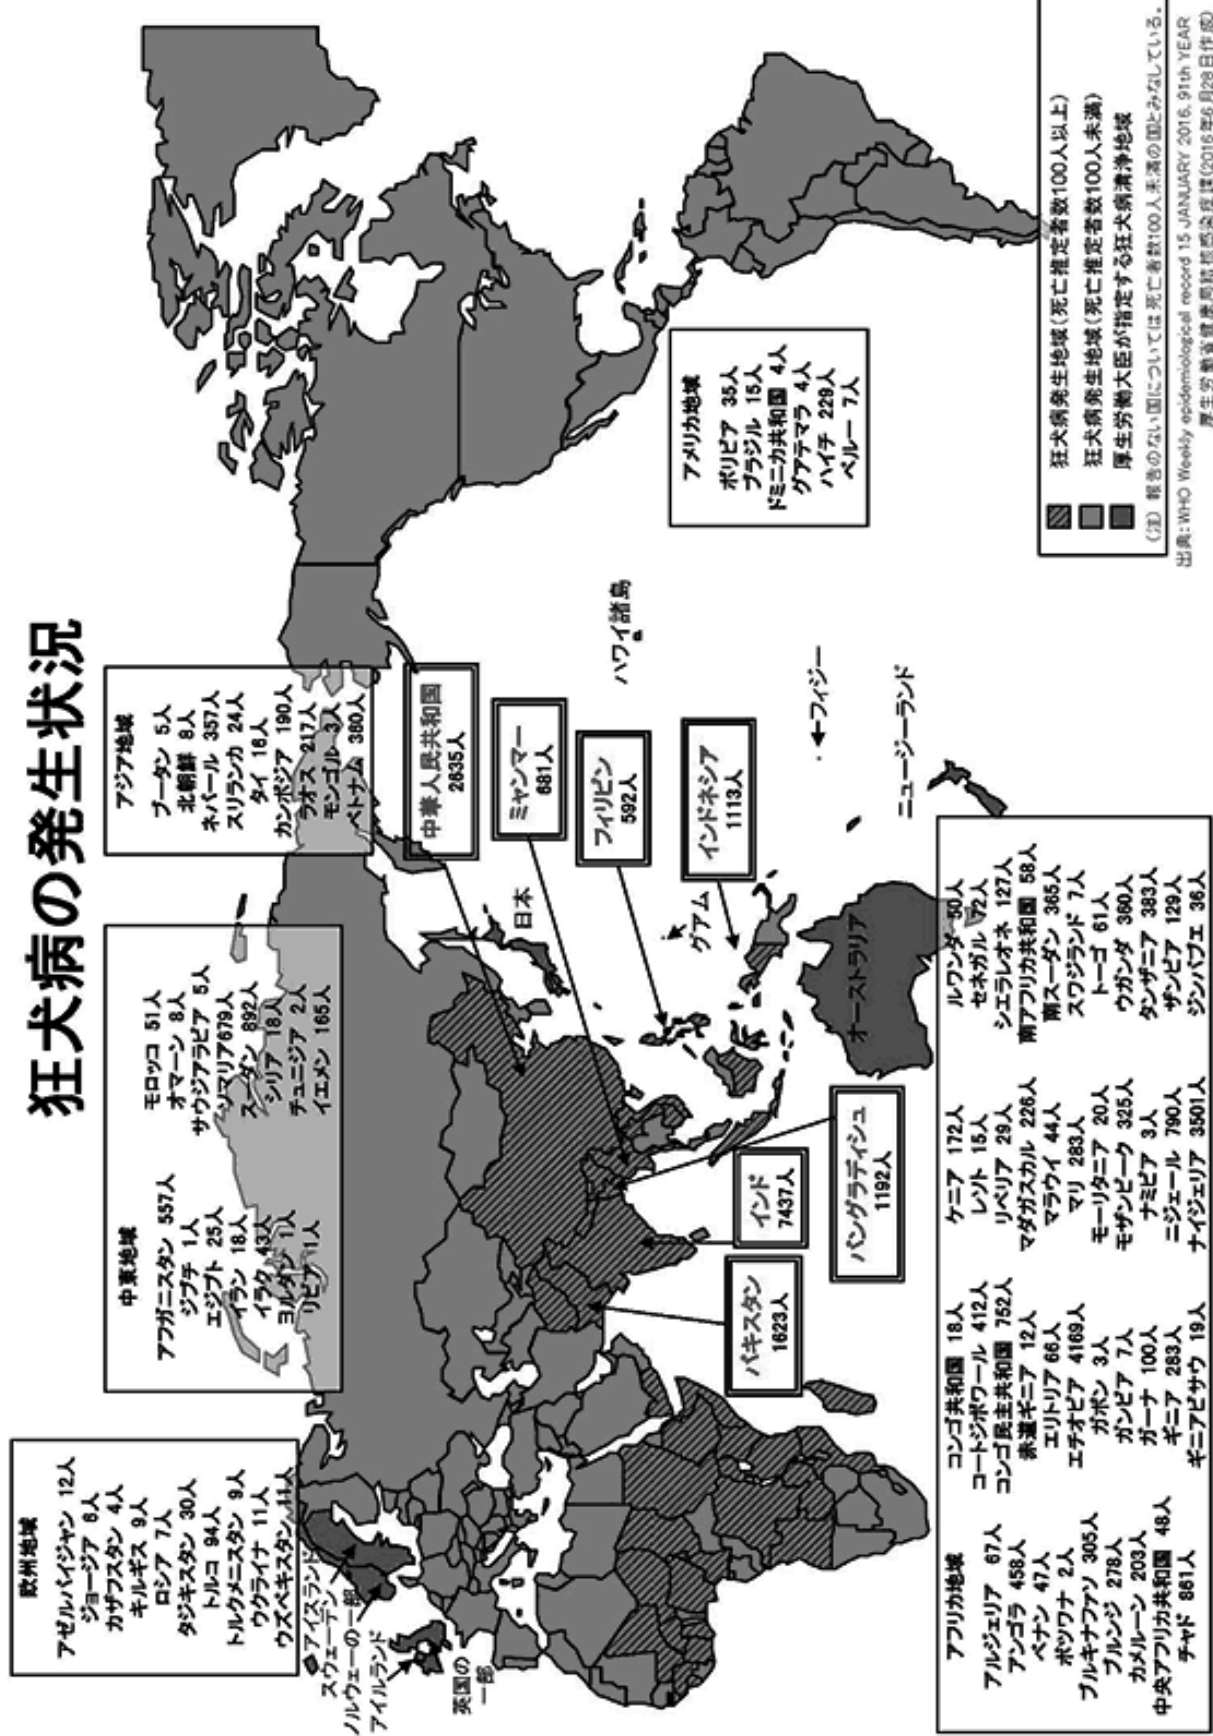 狂犬病の発生状況
欧州地域
アゼルバイジャン 12人
ジョージア 6人
カザフスタン 4人
キルギス 9人
ロシア 7人
タジキスタン 30人
トルコ 94人
トルクメニスタン 9人
ウクライナ 11人
ウズベキスタン
中東地域
アフガニスタン 557人
ジブチ 1人
エジプト 25人
イラン 18人
イラク 43人
ヨルダン 1人
リビア 1人
モロッコ 51人
オマーン 8人
サウジアラビア 5人
ソマリア679人
スーダン 892人
シリア 18人
チュニジア 2人
イエメン 165人
アジア地域
ブータン 5人
北朝鮮 8人
ネパール 357人
スリランカ 24人
タイ 16人
カンボジア 190人
ラオス 217人
モンゴル 3人
ベトナム 380人
アイスランド
スウェーデン
ノルウェーの一部
アイルランド
英国の
一部
中華人民共和国
2635人
ミャンマー
681人
フィリピン
592人
インドネシア
1113人
日本
グアム
ハワイ諸島
←フィジー
ニュージーランド
オーストラリア
パキスタン
1623人
インド
7437人
バングラディシュ
1192人
アメリカ地域
ボリビア 35人
ブラジル 15人
ドミニカ共和国 4人
グアテマラ 4人
ハイチ 229人
ペルー 7人
アフリカ地域
アルジェリア 67人
アンゴラ 458人
ベナン 47人
ボツワナ 2人
ブルキナファソ 305人
ブルンジ 278人
カメルーン 203人
中央アフリカ共和国 48人
チャド 861人
コンゴ共和国 18人
コートジボワール 412人
コンゴ民主共和国 752人
赤道ギニア 12人
エリトリア 66人
エチオピア 4169人
ガボン 3人
ガンビア 7人
ガーナ 100人
ギニア 283人
ギニアビサウ 19人
ケニア 172人
レソト 15人
リベリア 29人
マダガスカル 226人
マラウイ 44人
マリ 283人
モーリタニア 20人
モザンビーク 325人
ナミビア 3人
ニジェール 790人
ナイジェリア 3501人
ルワンダ 50人
セネガル 72人
シエラレオネ 127人
南アフリカ共和国 58人
南スーダン 365人
スワジランド 7人
トーゴ 61人
ウガンダ 360人
タンザニア 383人
ザンビア 129人
ジンバブエ 36人
狂犬病発生地域(死亡推定者数100人以上)
狂犬病発生地域(死亡推定者数100人未満)
厚生労働大臣が指定する狂犬病清浄地域
(注) 報告のない国については死亡者数100人未満の国とみなしている。
出典:WHO Weekly epidemiological record 15 JANUARY 2016, 91th YEAR
厚生労働省健康局結核感染症課(2016年6月28日作成)